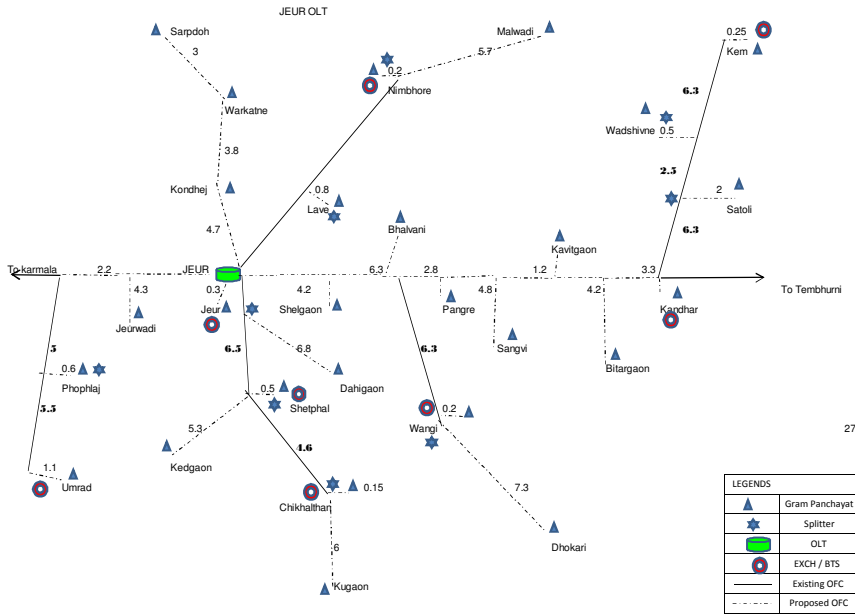 JEUR OLT
Sarpdoh
Malwadi
0.25
Kem
3
5.7
0.2
Nimbhore
Warkatne
6.3
Wadshivne
0.5
3.8
2.5
Kondhej
0.8
Lave
2
Satoli
4.7
Bhalvani
6.3
Kavitgaon
To karmala
2.2
JEUR
6.3
2.8
1.2
3.3
To Tembhurni
4.3
0.3
4.2
4.8
4.2
Jeur
Shelgaon
Pangre
Kandhar
Jeurwadi
Sangvi
5
6.5
6.8
6.3
Bitargaon
0.6
Phophlaj
Dahigaon
0.5
Shetphal
5.5
0.2
Wangi
5.3
4.6
27
Kedgaon
1.1
Umrad
0.15
Chikhalthan
7.3
6
Dhokari
Kugaon
LEGENDS
Gram Panchayat
Splitter
OLT
EXCH / BTS
Existing OFC
Proposed OFC